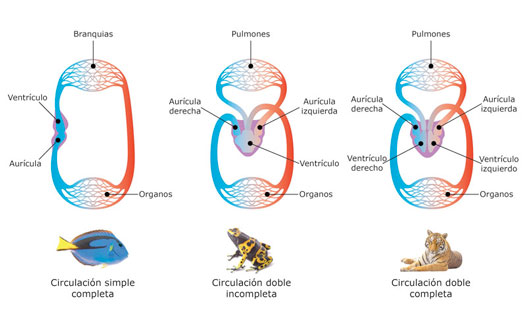 Branquias
Ventrículo
Aurícula
Organos
Circulación simple
completa
Pulmones
Aurícula
derecha
Aurícula
izquierda
Ventrículo
Organos
Circulación doble
incompleta
Pulmones
Aurícula
derecha
Aurícula
izquierda
Ventrículo
derecho
Ventrículo
izquierdo
Organos
Circulación doble
completa